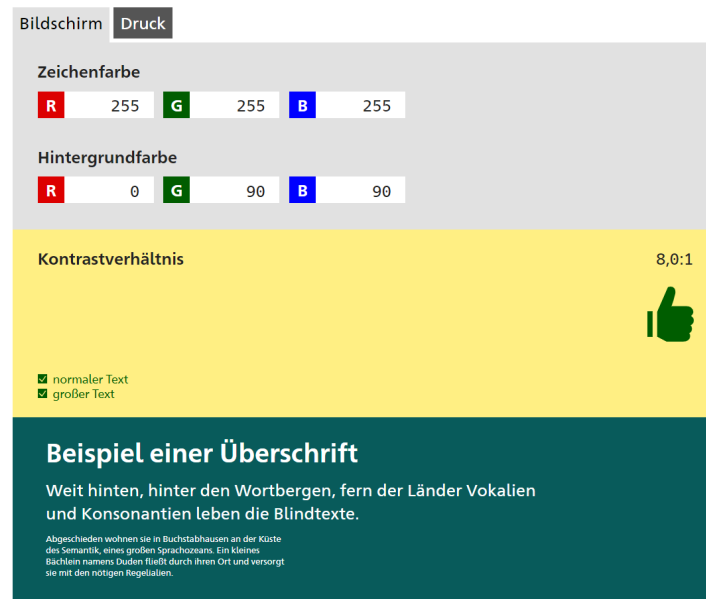 Bildschirm Druck
Zeichenfarbe
R 255 G 255 B 255
Hintergrundfarbe
R 0 G 90 B 90
Kontrastverhältnis 8,0:1
normaler Text
großer Text
Beispiel einer Überschrift
Weit hinten, hinter den Wortbergen, fern der Länder Vokalien
und Konsonantien leben die Blindtexte.
Abgeschieden wohnen sie in Buchstabhausen an der Küste
des Semantik, eines großen Sprachozeans. Ein kleines
Bächlein namens Duden fließt durch ihren Ort und versorgt
sie mit den nötigen Regelialien.